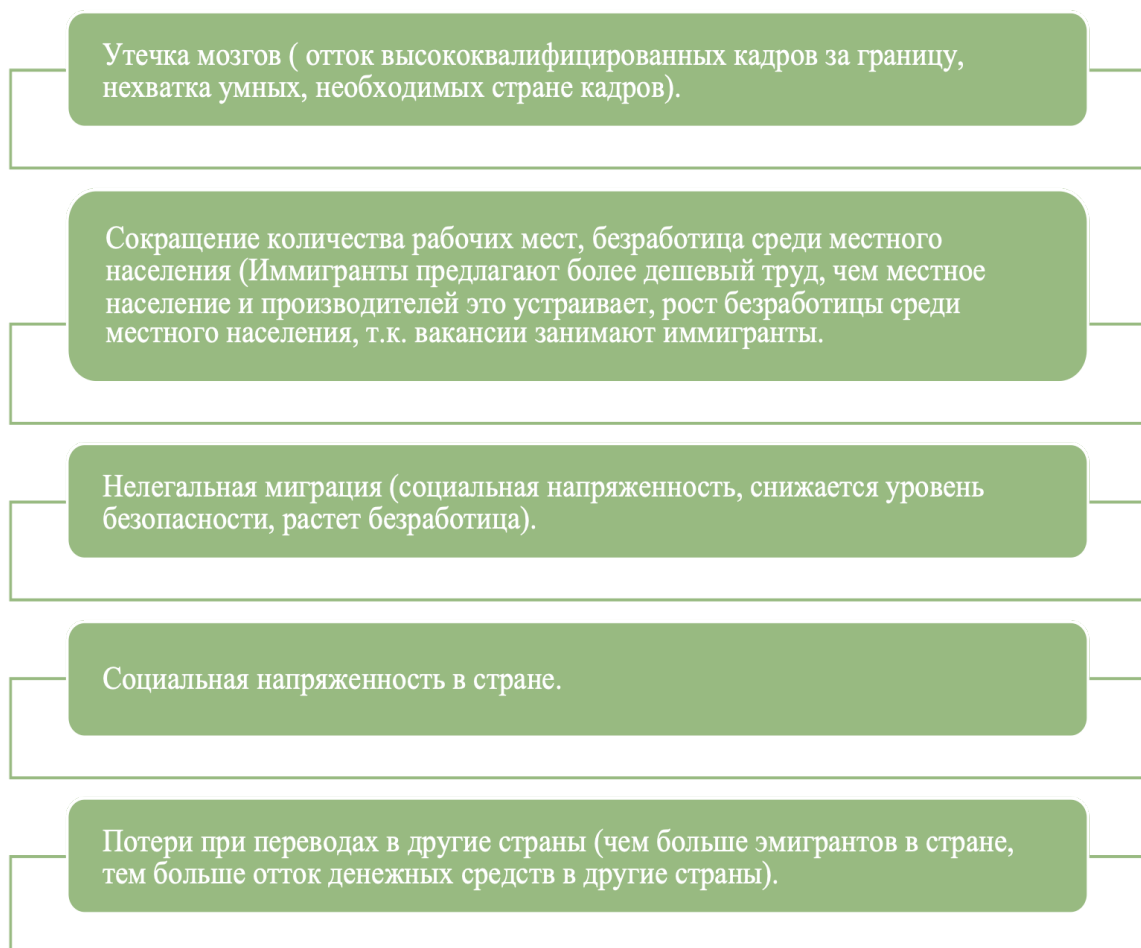 Утечка мозгов ( отток высококвалифицированных кадров за границу,
нехватка умных, необходимых стране кадров).
Сокращение количества рабочих мест, безработица среди местного
населения (Иммигранты предлагают более дешевый труд, чем местное
население и производителей это устраивает, рост безработицы среди
местного населения, т.к. вакансии занимают иммигранты.
Нелегальная миграция (социальная напряженность, снижается уровень
безопасности, растет безработица).
Социальная напряженность в стране.
Потери при переводах в другие страны (чем больше эмигрантов в стране,
тем больше отток денежных средств в другие страны).